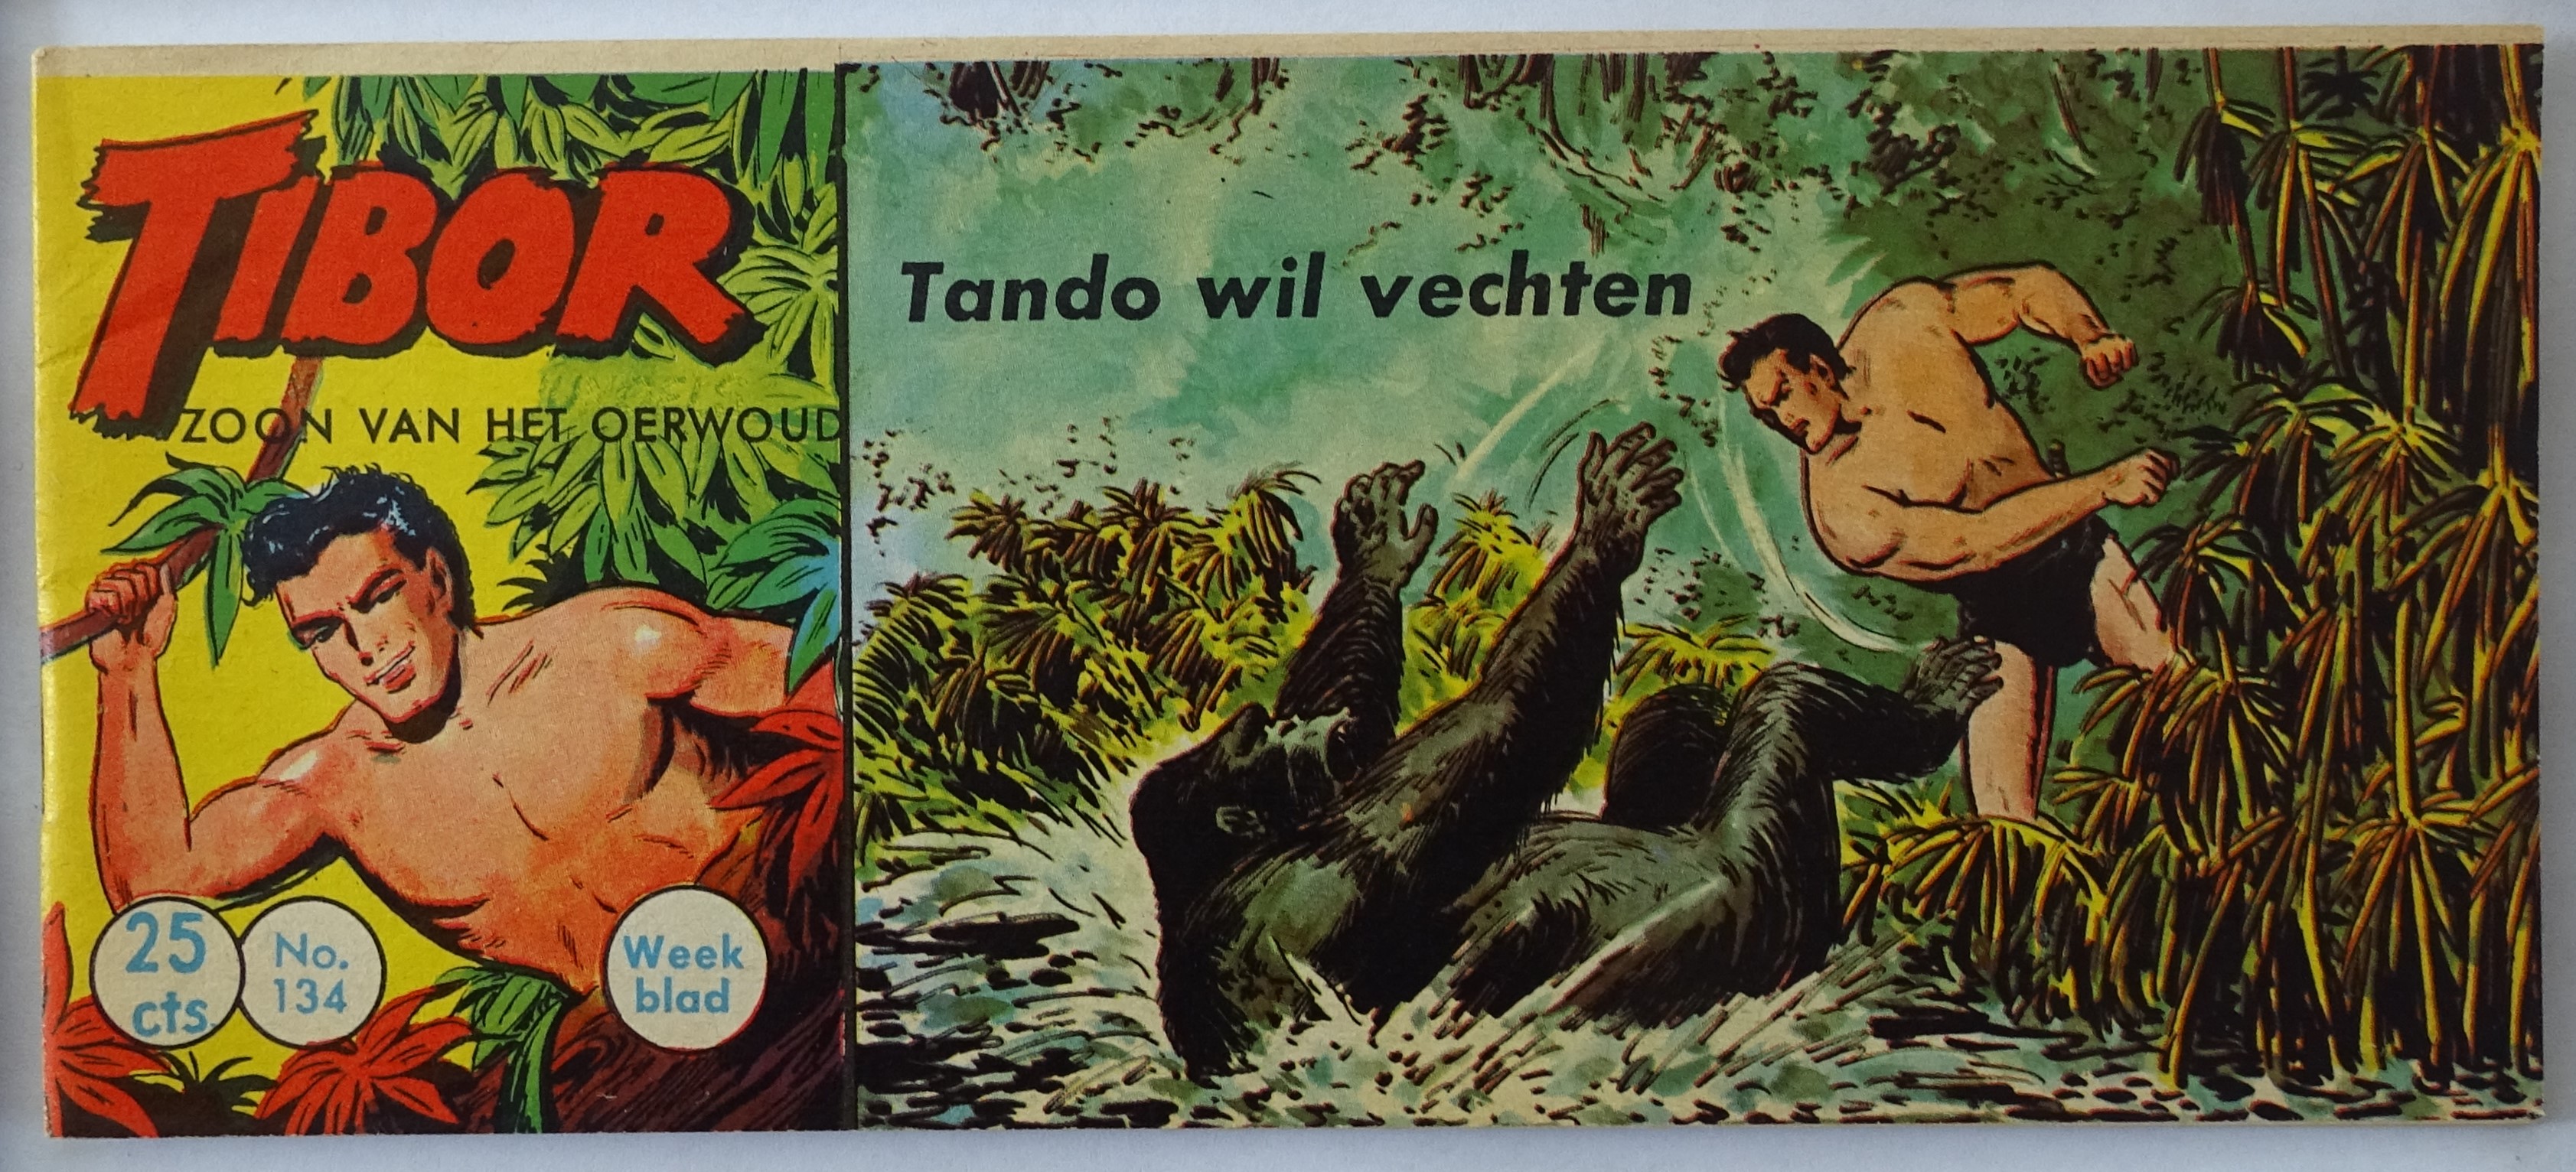 TIBOR
ZOON VAN HET OERWOUD
25
cts.
No.
134
Week
blad
Tando wil vechten